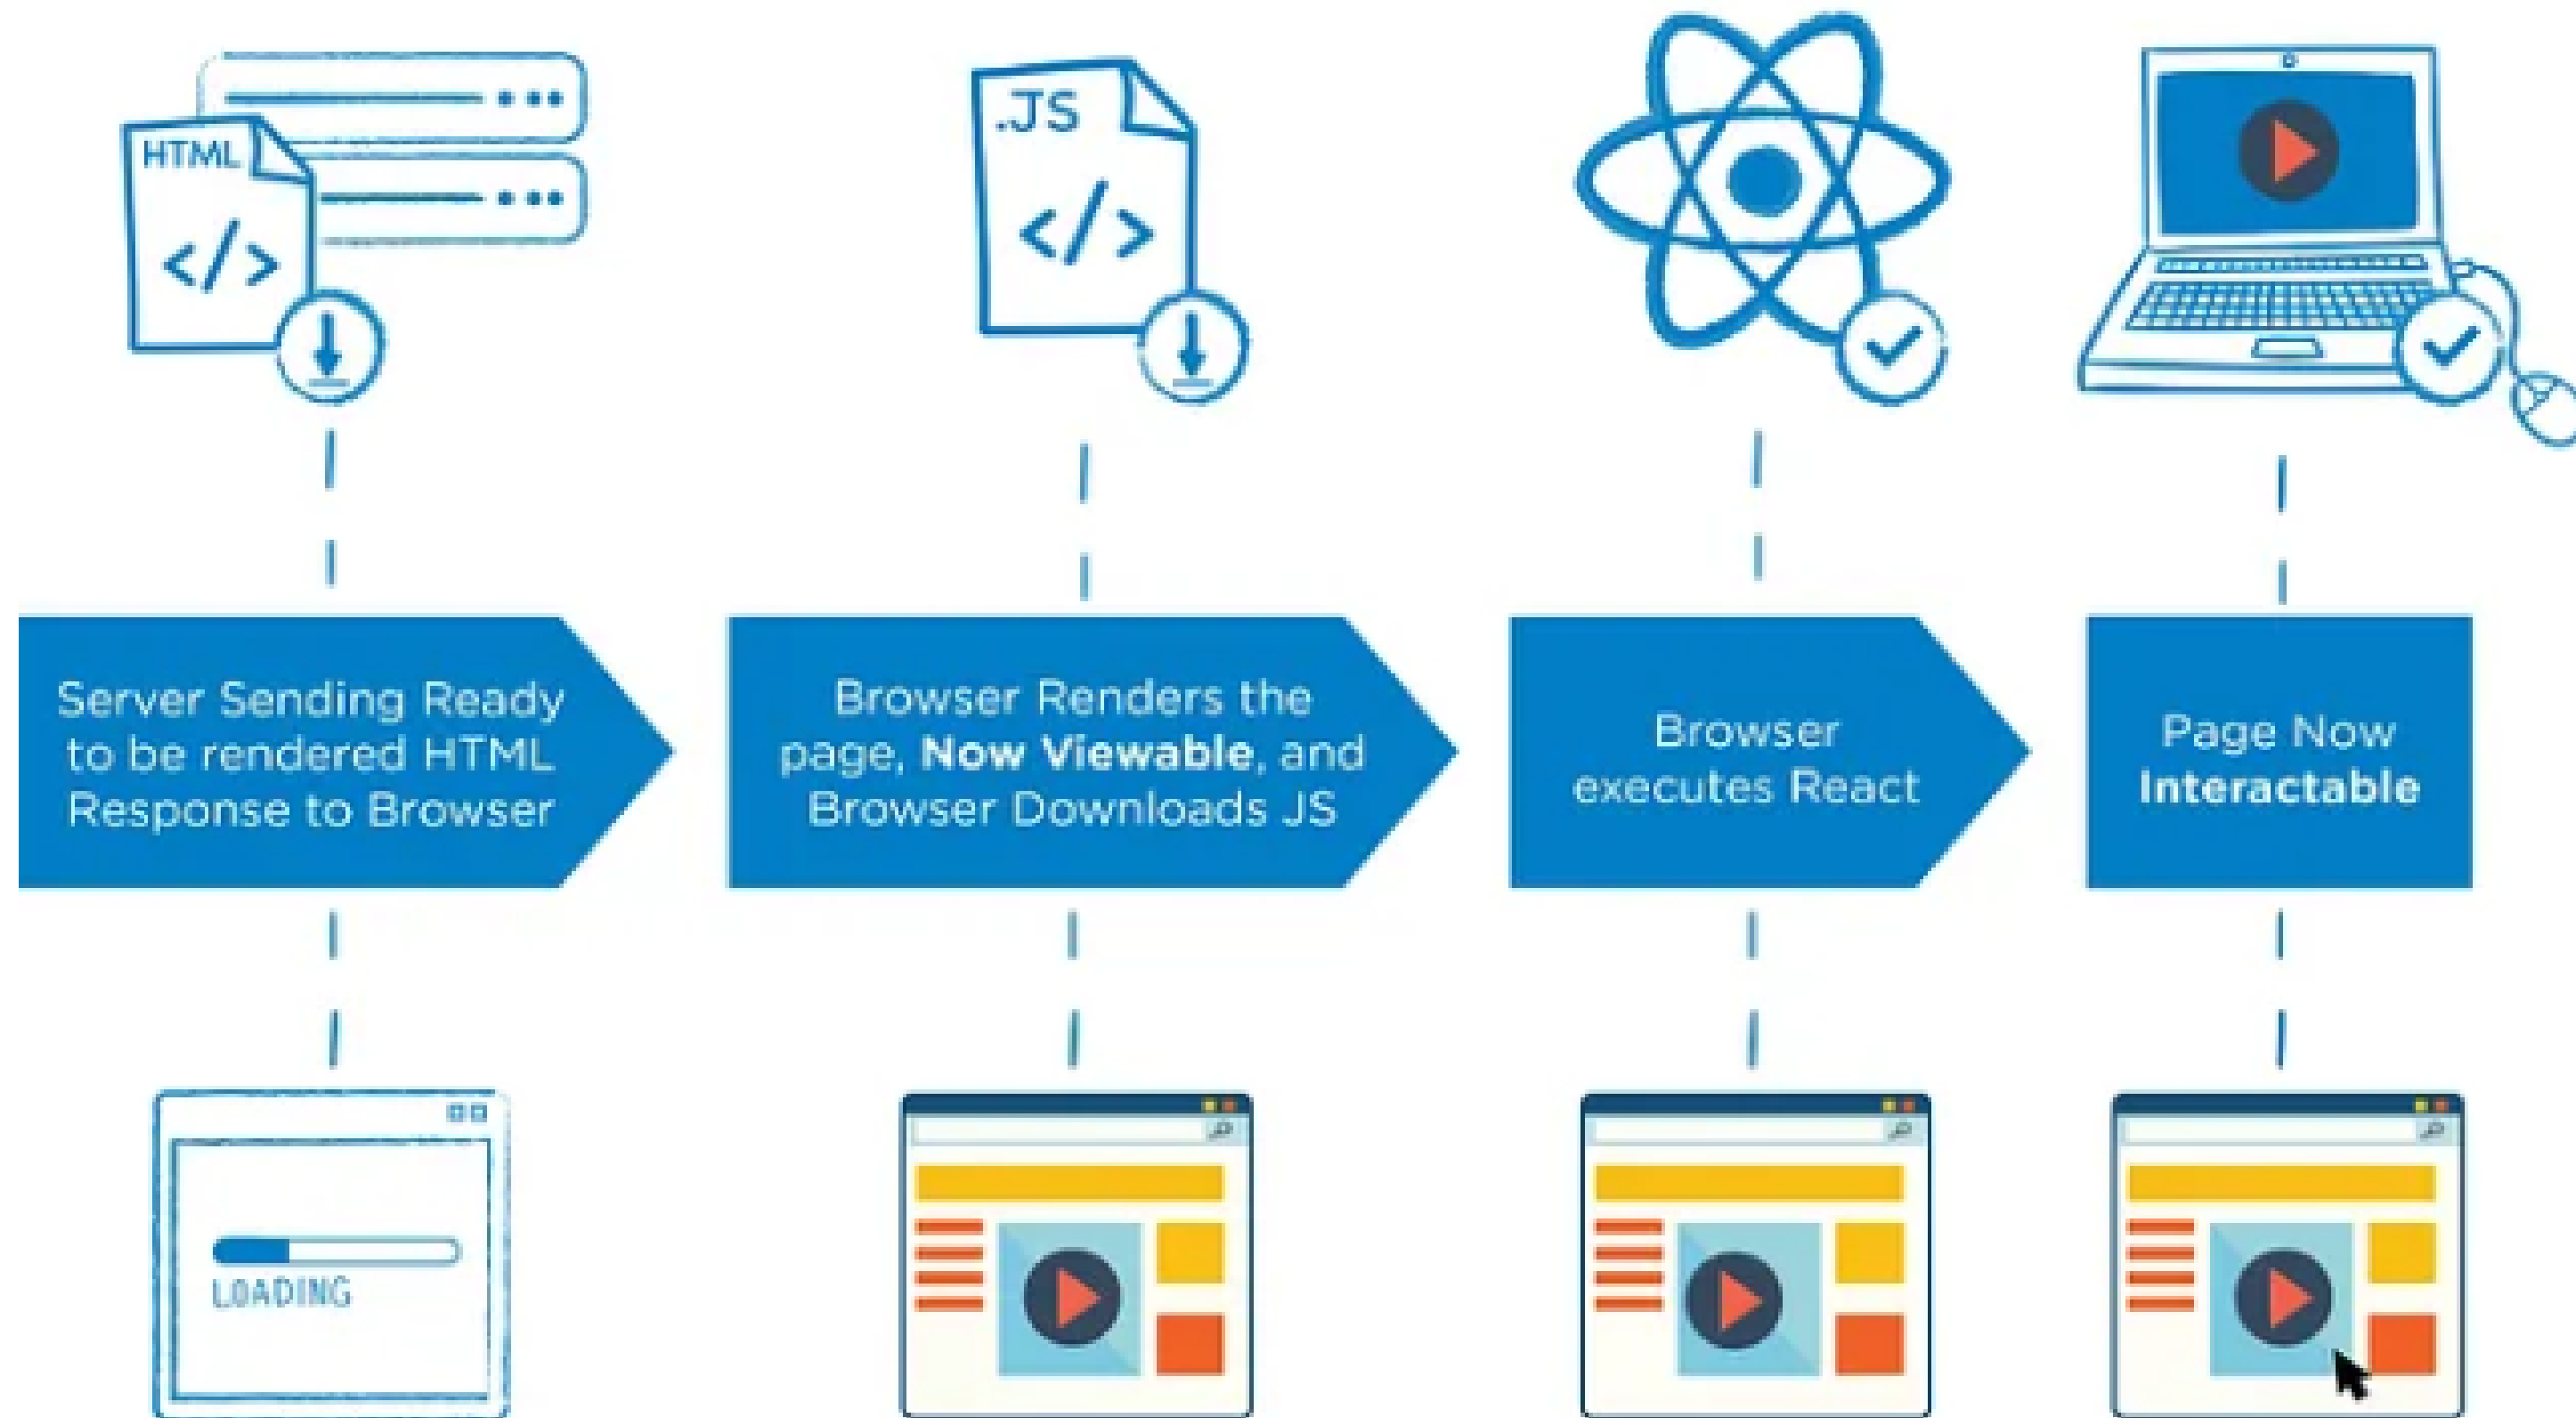 HTML
.JS
Server Sending Ready
to be rendered HTML
Response to Browser
Browser Renders the
page, Now Viewable, and
Browser Downloads JS
Browser
executes React
Page Now
Interactable
LOADING